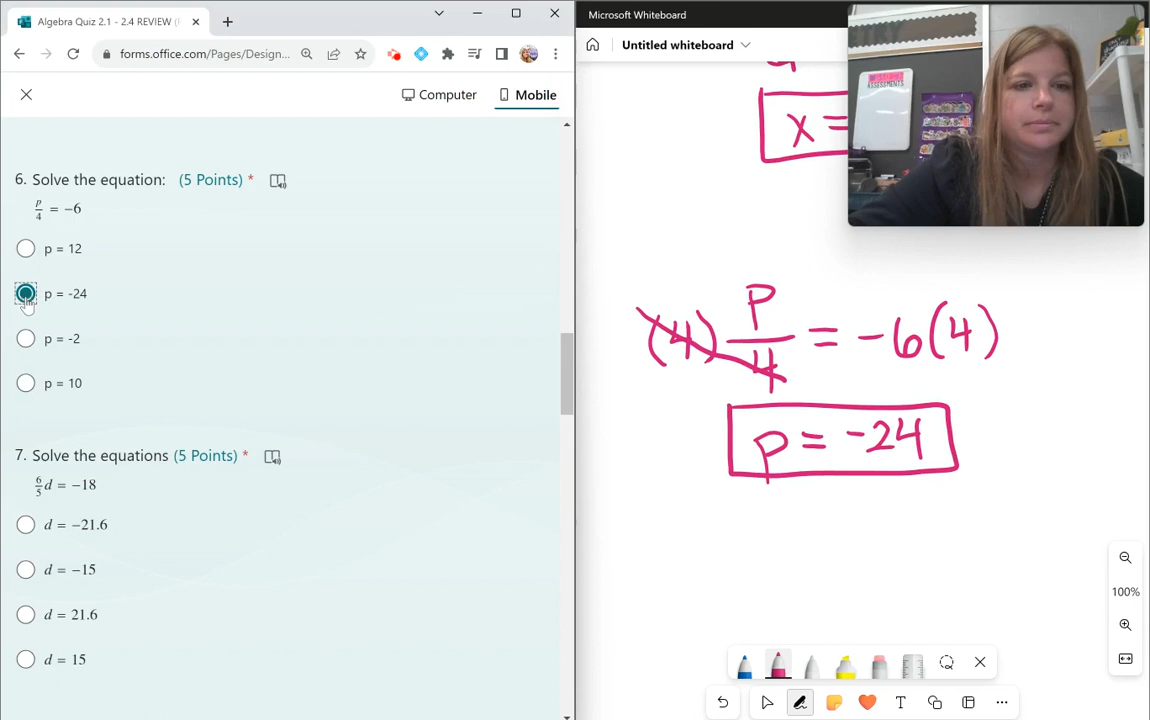 Algebra Quiz 2.1 - 2.4 REVIEW
forms.office.com/Pages/Design...
Computer
Mobile
6. Solve the equation: (5 Points) *
p/4 = -6
p = 12
p = -24
p = -2
p = 10
7. Solve the equations (5 Points) *
6/5 d = -18
d = -21.6
d = -15
d = 21.6
d = 15
Microsoft Whiteboard
Untitled whiteboard
x =
(4) P/4 = -6(4)
p = -24
100%
T
ASSESSMENTS